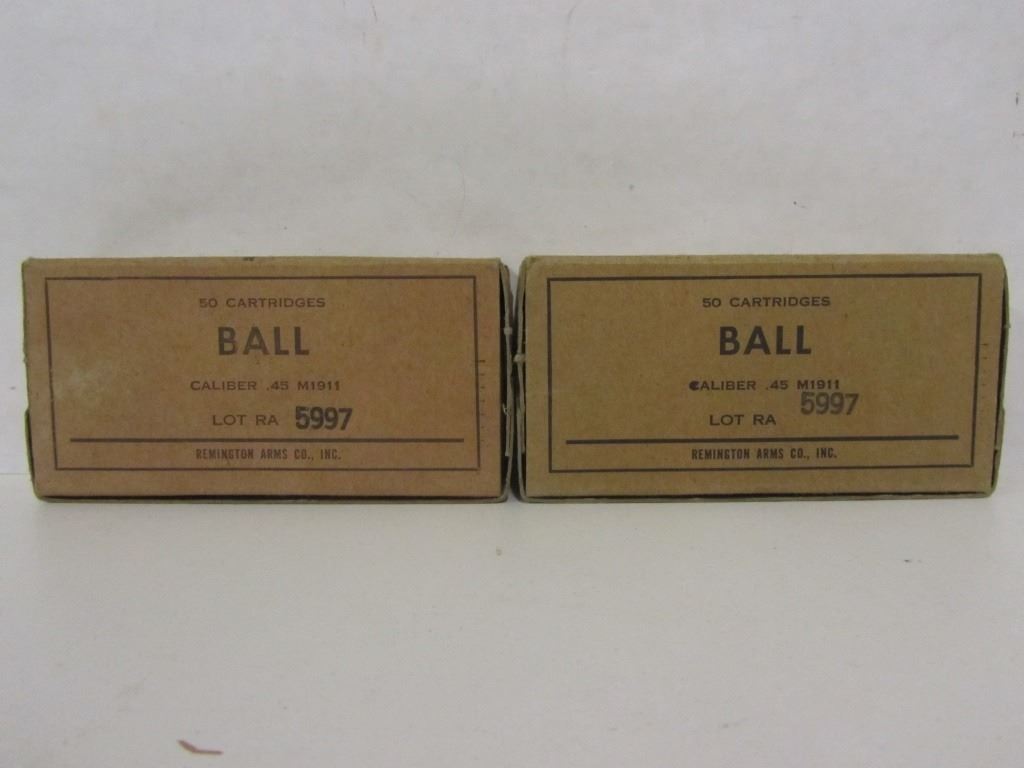 50 CARTRIDGES
BALL
CALIBER .45 M1911
LOT RA 5997
REMINGTON ARMS CO., INC.
50 CARTRIDGES
BALL
CALIBER .45 M1911
LOT RA 5997
REMINGTON ARMS CO., INC.